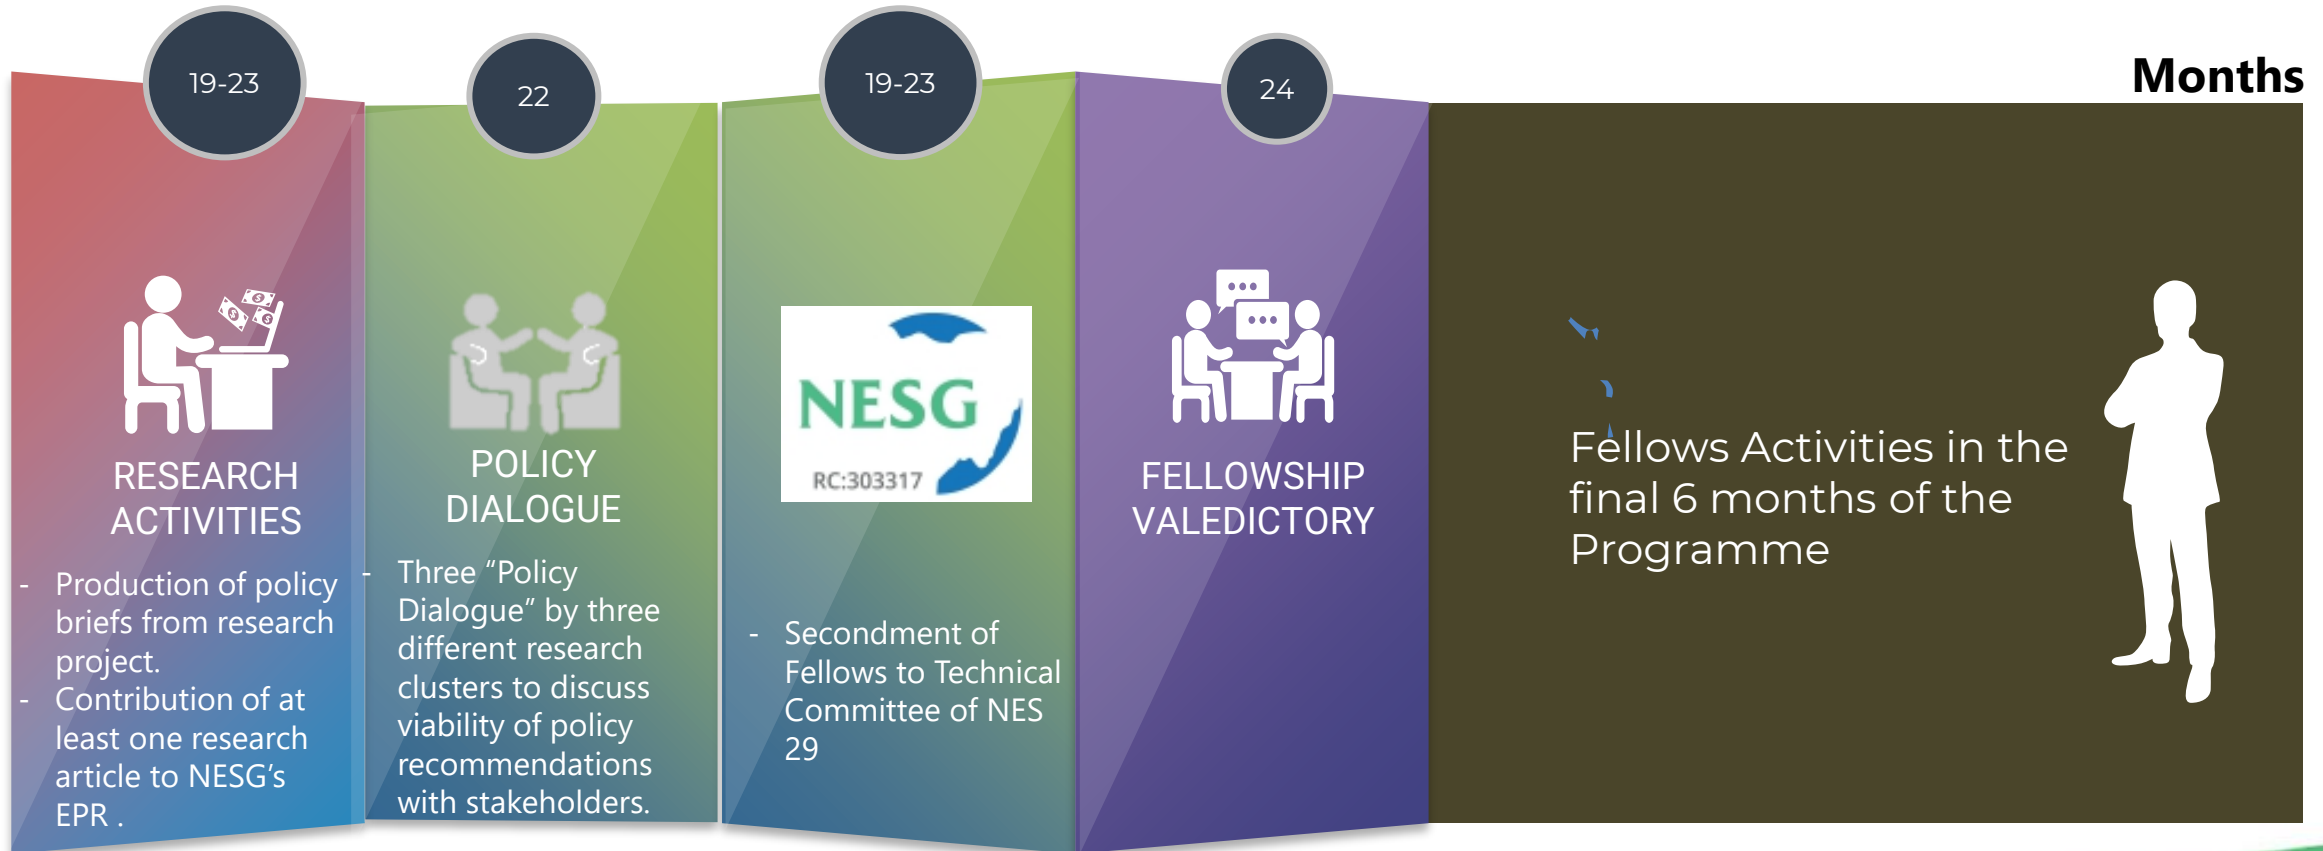 Months
19-23
RESEARCH
ACTIVITIES
- Production of policy
briefs from research
project.
- Contribution of at
least one research
article to NESG’s
EPR .
22
POLICY
DIALOGUE
- Three “Policy
Dialogue” by three
different research
clusters to discuss
viability of policy
recommendations
with stakeholders.
19-23
NESG
RC:303317
- Secondment of
Fellows to Technical
Committee of NES
29
24
FELLOWSHIP
VALEDICTORY
Fellows Activities in the
final 6 months of the
Programme